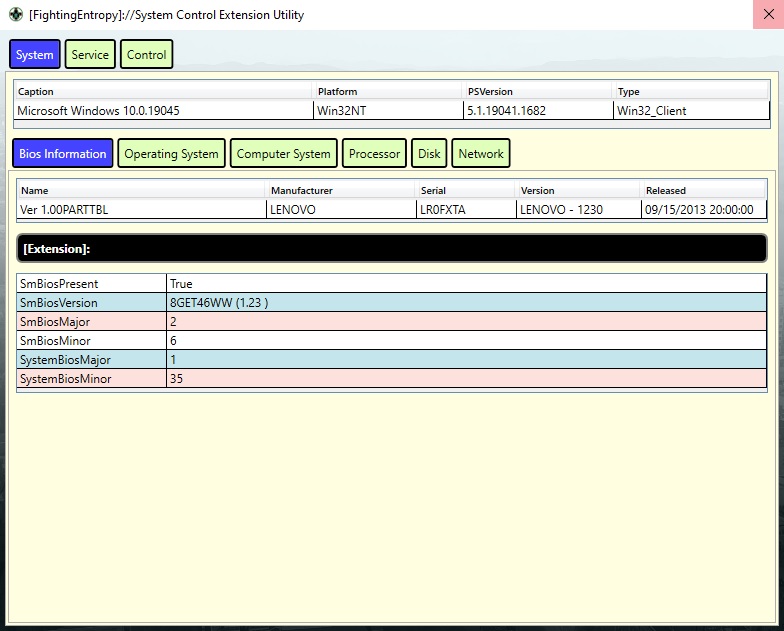 [FightingEntropy]://System Control Extension Utility
System Service Control
Caption Platform PSVersion Type
Microsoft Windows 10.0.19045 Win32NT 5.1.19041.1682 Win32_Client
Bios Information Operating System Computer System Processor Disk Network
Name Manufacturer Serial Version Released
Ver 1.00PARTTBL LENOVO LR0FXTA LENOVO - 1230 09/15/2013 20:00:00
[Extension]:
SmBiosPresent True
SmBiosVersion 8GET46WW (1.23 )
SmBiosMajor 2
SmBiosMinor 6
SystemBiosMajor 1
SystemBiosMinor 35